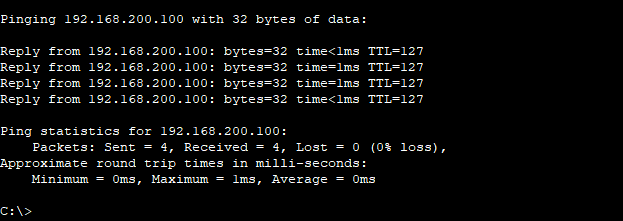 Pinging 192.168.200.100 with 32 bytes of data:
Reply from 192.168.200.100: bytes=32 time<1ms TTL=127
Reply from 192.168.200.100: bytes=32 time=1ms TTL=127
Reply from 192.168.200.100: bytes=32 time=1ms TTL=127
Reply from 192.168.200.100: bytes=32 time<1ms TTL=127
Ping statistics for 192.168.200.100:
Packets: Sent = 4, Received = 4, Lost = 0 (0% loss),
Approximate round trip times in milli-seconds:
Minimum = 0ms, Maximum = 1ms, Average = 0ms
C:\>